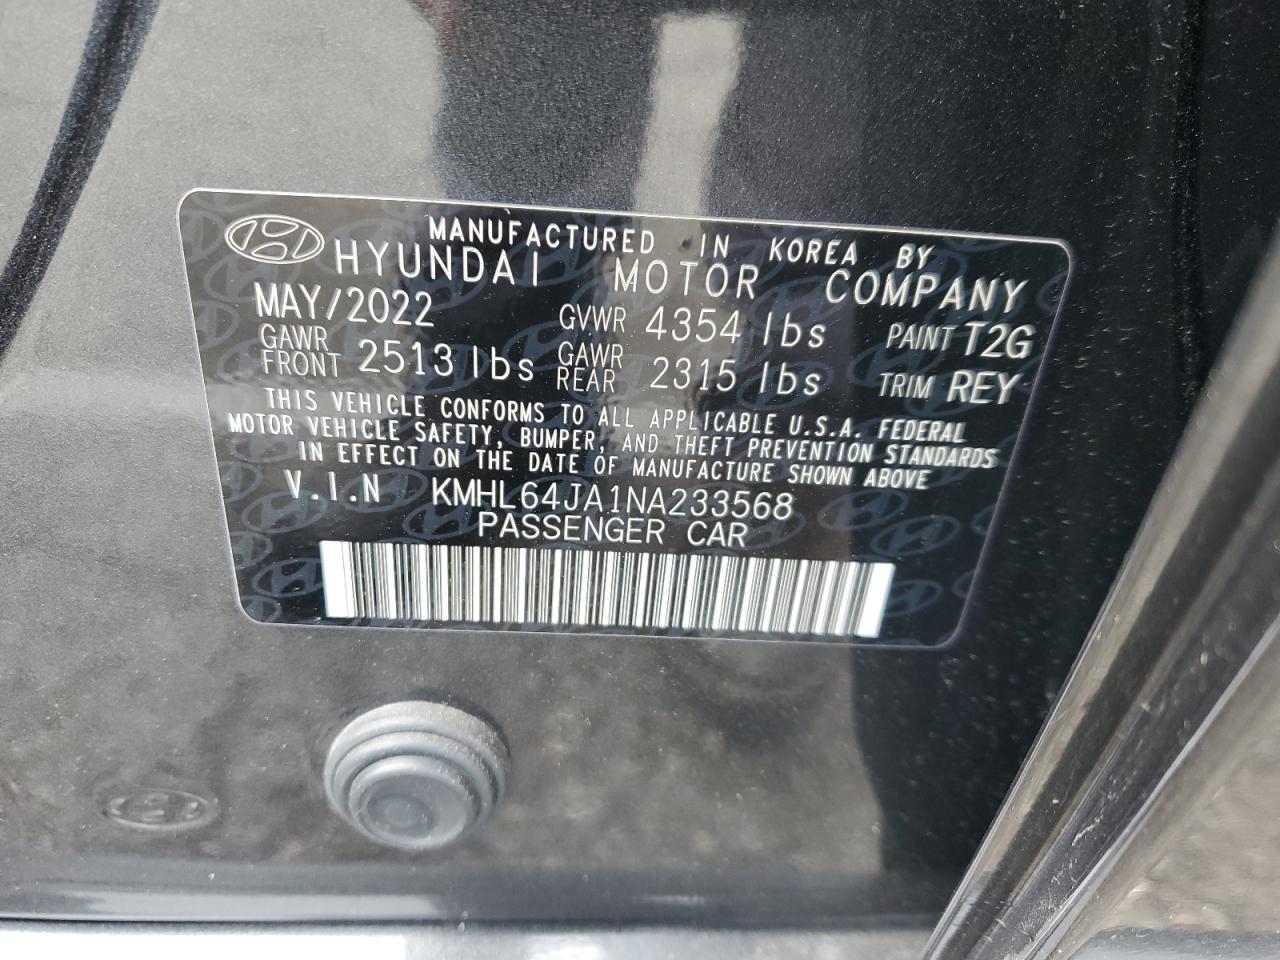 MANUFACTURED IN KOREA BY
HYUNDAI MOTOR COMPANY
MAY/2022 GVWR 4354 lbs PAINT T2G
GAWR FRONT 2513 lbs GAWR REAR 2315 lbs TRIM REY
THIS VEHICLE CONFORMS TO ALL APPLICABLE U.S.A. FEDERAL
MOTOR VEHICLE SAFETY, BUMPER, AND THEFT PREVENTION STANDARDS
IN EFFECT ON THE DATE OF MANUFACTURE SHOWN ABOVE
V.I.N KMHL64JA1NA233568
PASSENGER CAR